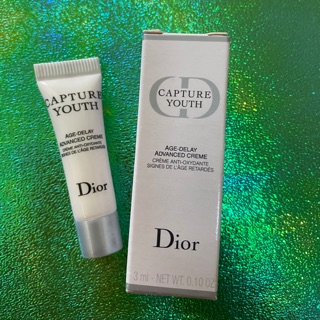 CAPTURE
YOUTH
AGE-DELAY
ADVANCED CREME
CRÈME ANTI-OXYDANTE
SIGNES DE L'ÂGE RETARDÉS
Dior
CD
CAPTURE
YOUTH
AGE-DELAY
ADVANCED CREME
CRÈME ANTI-OXYDANTE
SIGNES DE L'ÂGE RETARDÉS
Dior
3 ml - NET WT. 0.10 OZ